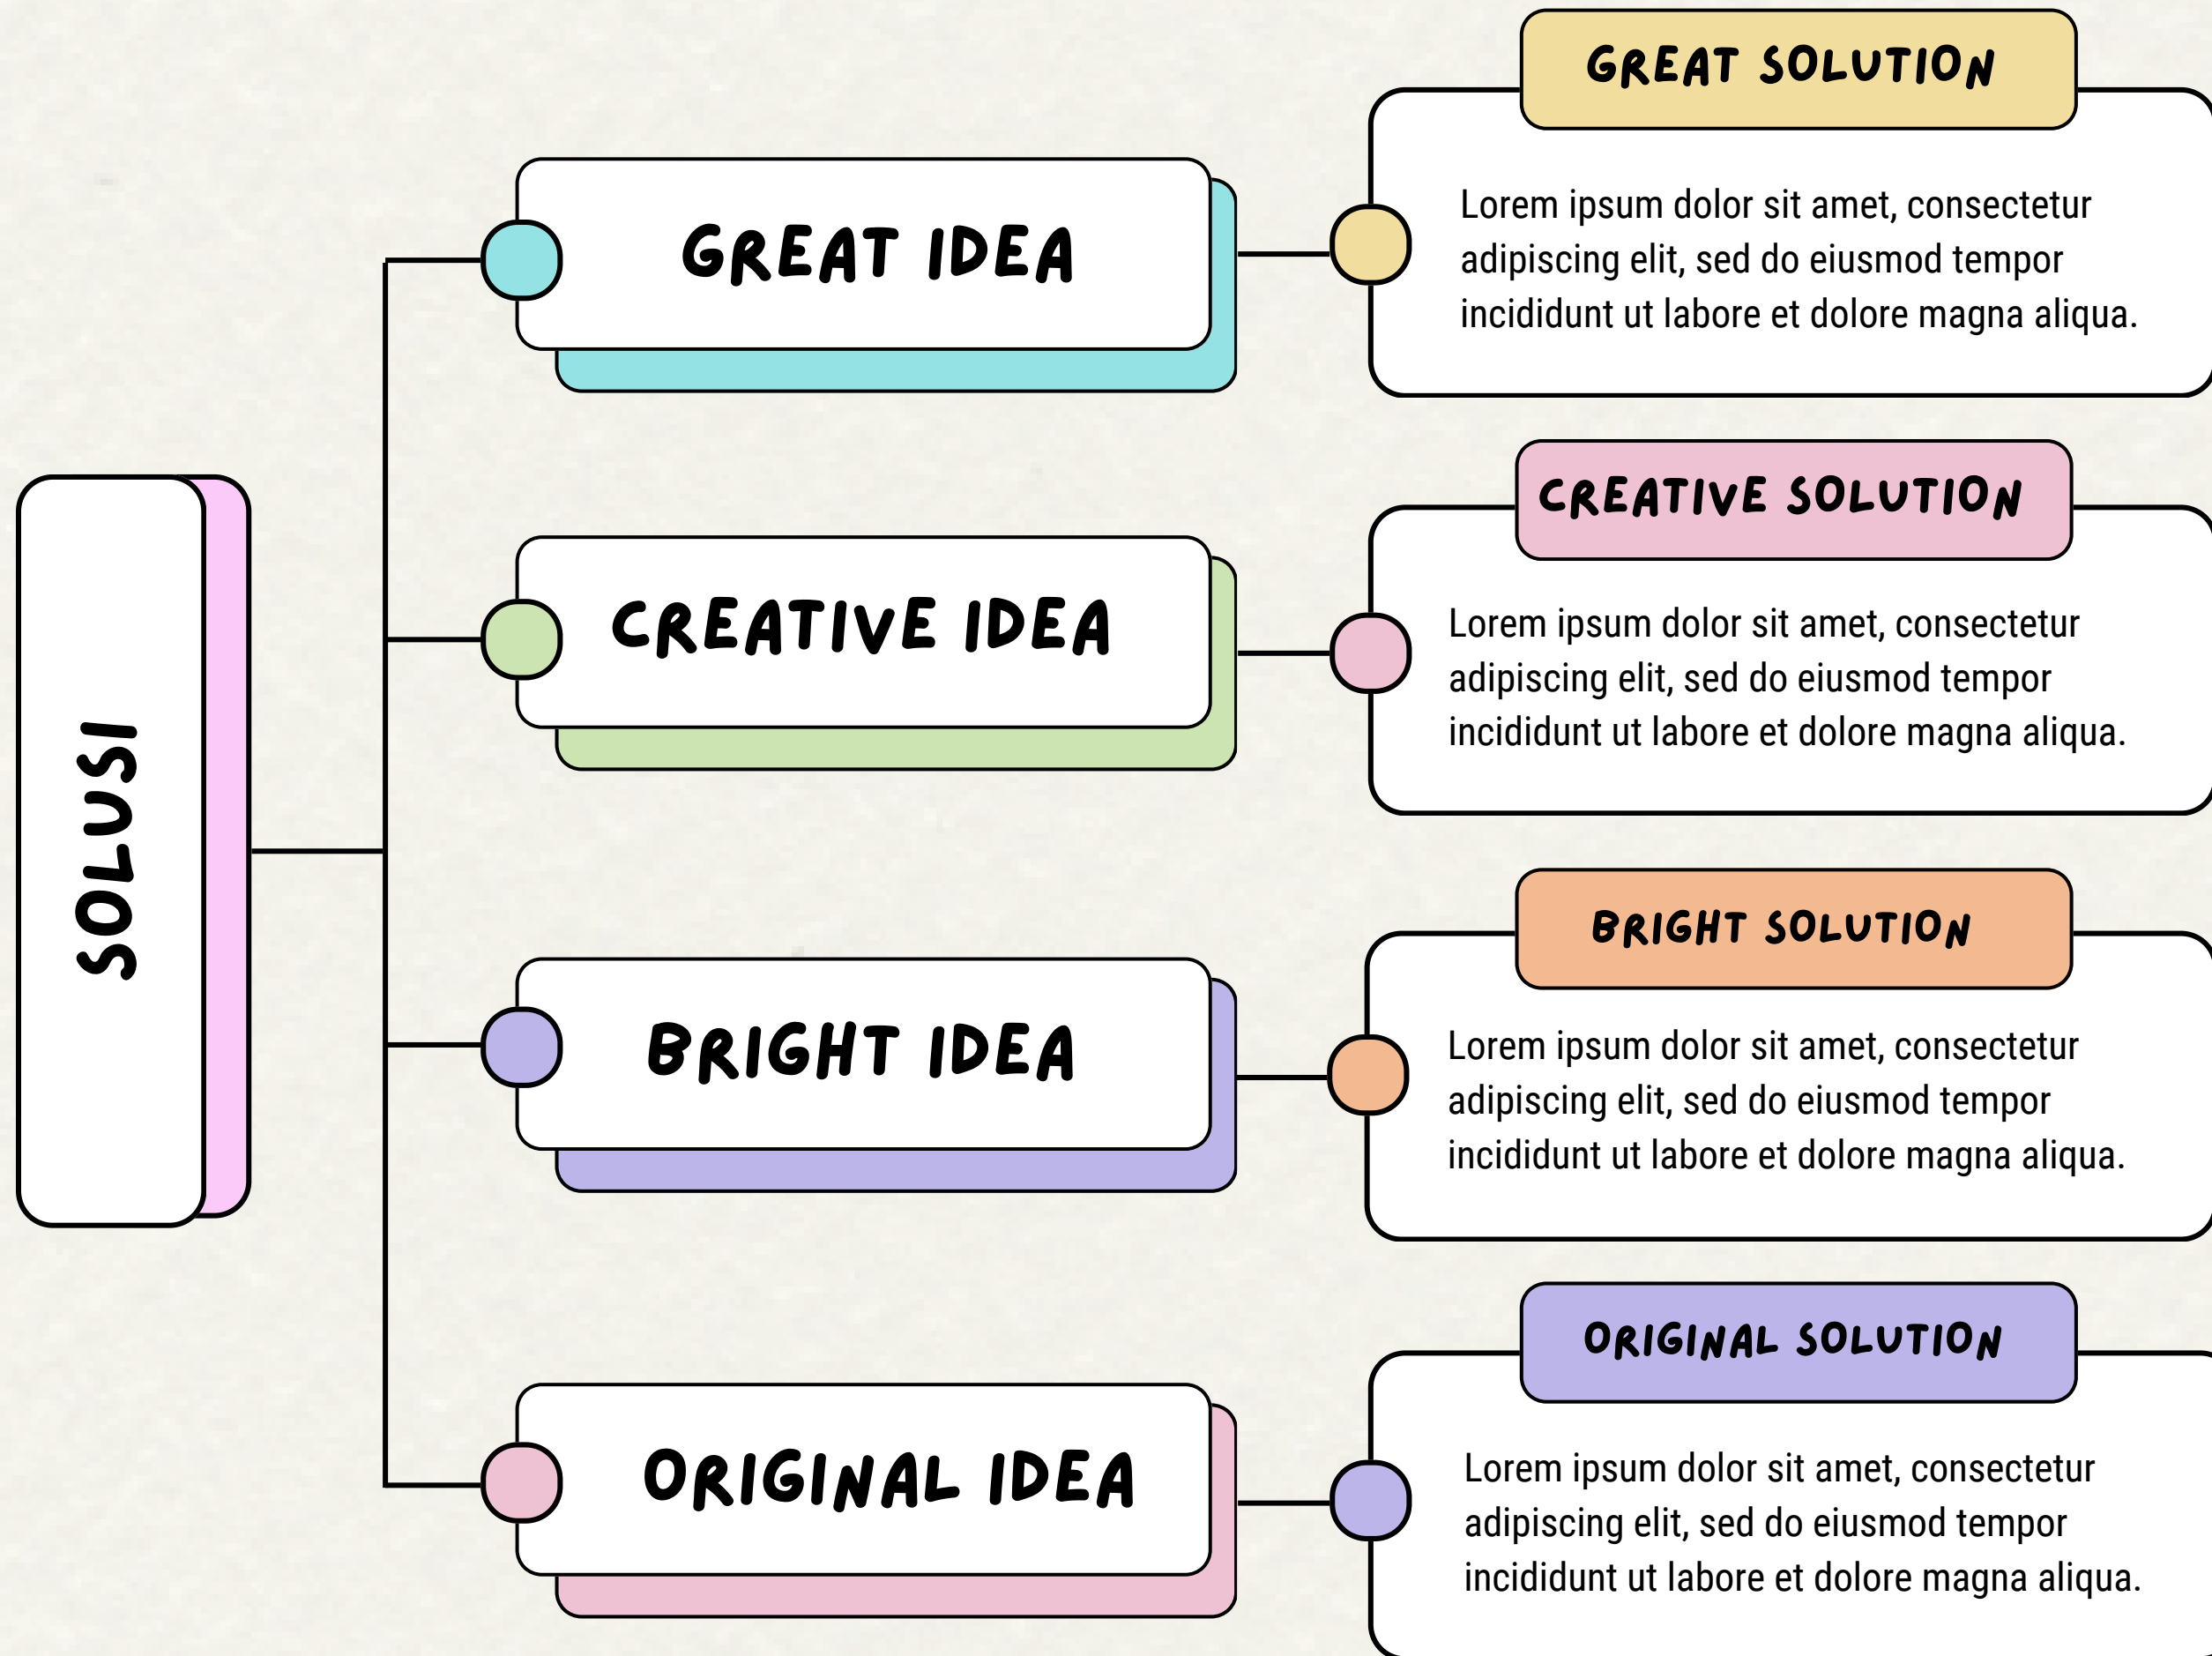 SOLUSI
GREAT IDEA
GREAT SOLUTION
Lorem ipsum dolor sit amet, consectetur
adipiscing elit, sed do eiusmod tempor
incididunt ut labore et dolore magna aliqua.
CREATIVE IDEA
CREATIVE SOLUTION
Lorem ipsum dolor sit amet, consectetur
adipiscing elit, sed do eiusmod tempor
incididunt ut labore et dolore magna aliqua.
BRIGHT IDEA
BRIGHT SOLUTION
Lorem ipsum dolor sit amet, consectetur
adipiscing elit, sed do eiusmod tempor
incididunt ut labore et dolore magna aliqua.
ORIGINAL IDEA
ORIGINAL SOLUTION
Lorem ipsum dolor sit amet, consectetur
adipiscing elit, sed do eiusmod tempor
incididunt ut labore et dolore magna aliqua.